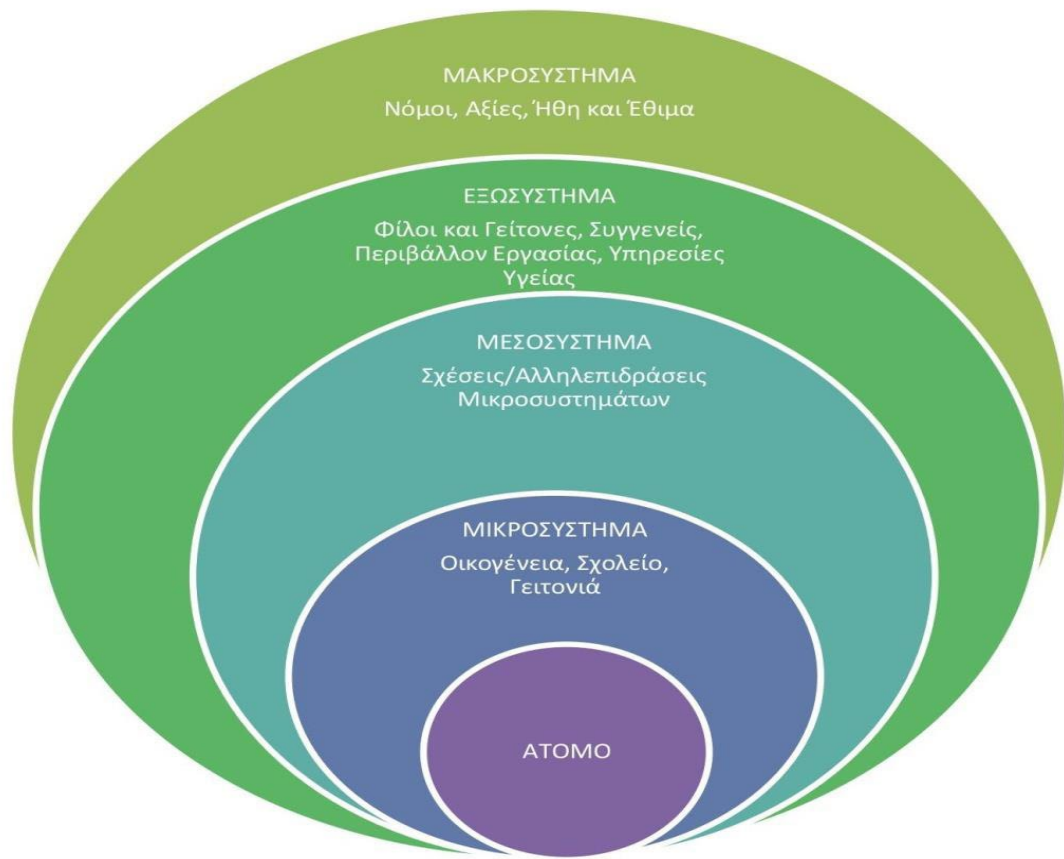 ΜΑΚΡΟΣΥΣΤΗΜΑ
Νόμοι, Αξίες, Ήθη και Έθιμα
ΕΞΩΣΥΣΤΗΜΑ
Φίλοι και Γείτονες, Συγγενείς,
Περιβάλλον Εργασίας, Υπηρεσίες
Υγείας
ΜΕΣΟΣΥΣΤΗΜΑ
Σχέσεις/Αλληλεπιδράσεις
Μικροσυστημάτων
ΜΙΚΡΟΣΥΣΤΗΜΑ
Οικογένεια, Σχολείο,
Γειτονιά
ΑΤΟΜΟ